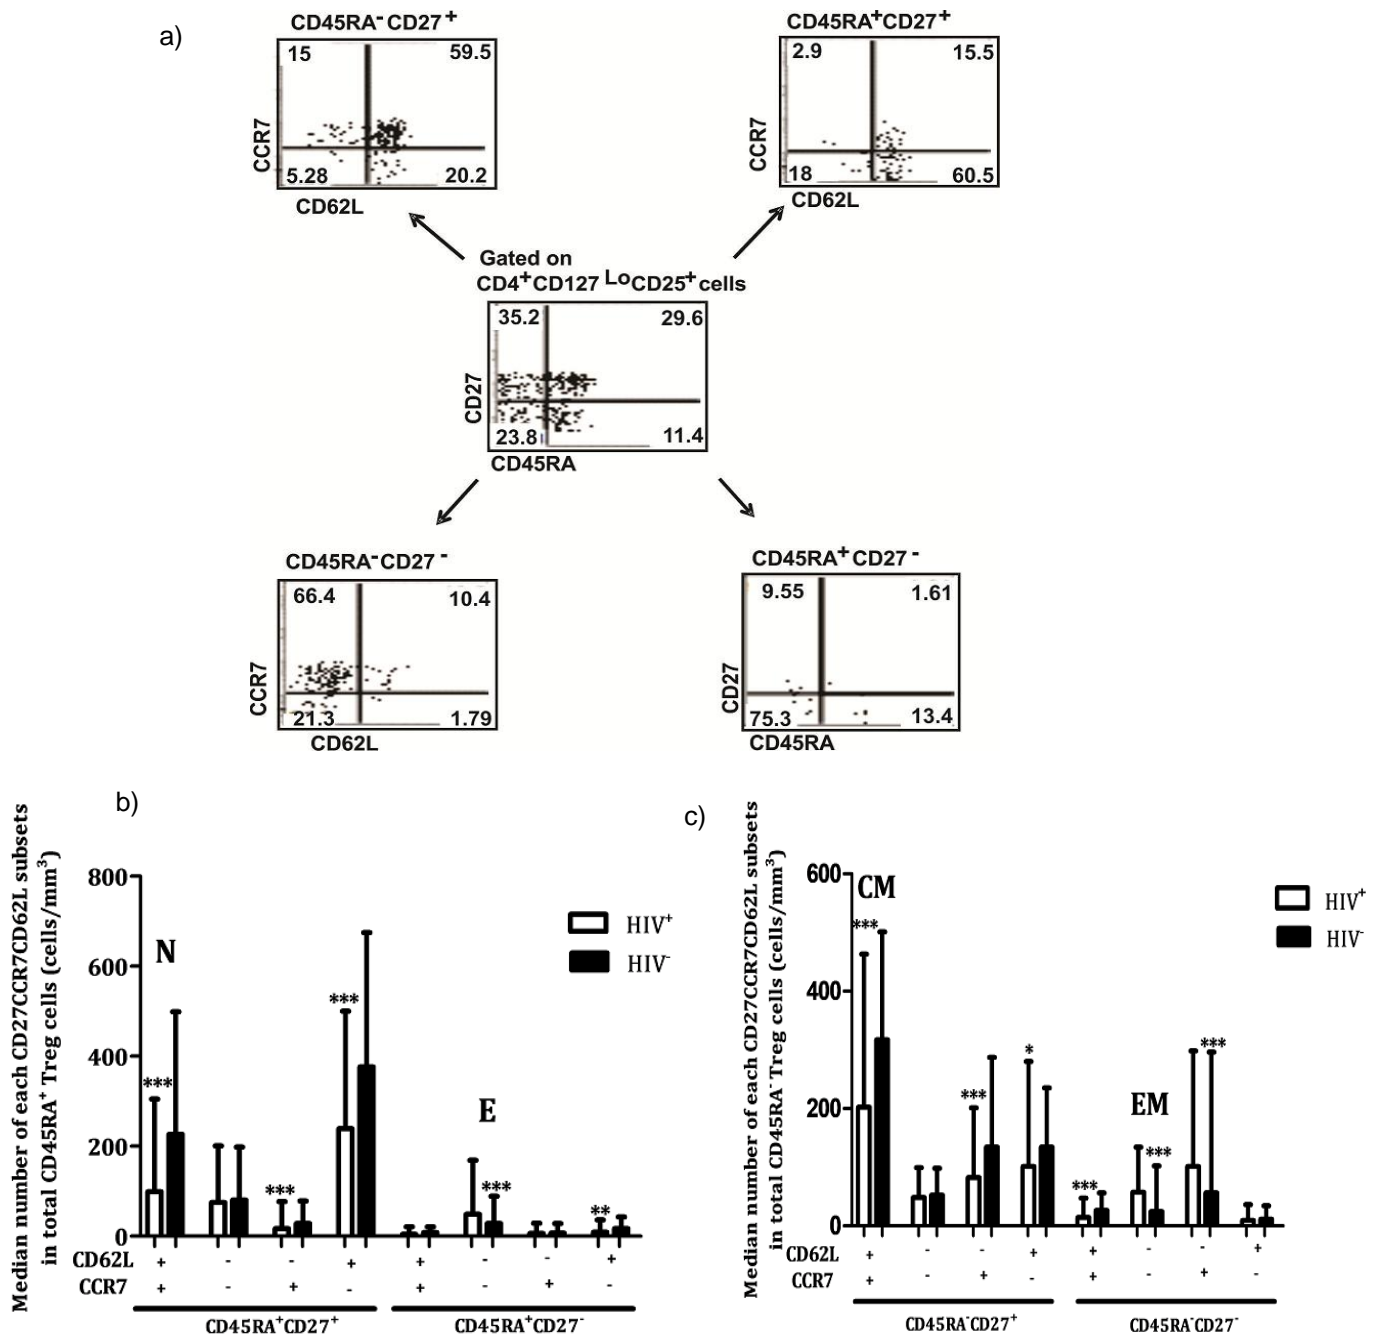 a)
CD45RA- CD27+
15 59.5
CCR7
5.28 20.2
CD62L
CD45RA+CD27+
2.9 15.5
CCR7
18 60.5
CD62L
Gated on
CD4+CD127 LoCD25+cells
35.2 29.6
CD27
23.8 11.4
CD45RA
CD45RA-CD27 -
66.4 10.4
CCR7
21.3 1.79
CD62L
CD45RA+CD27 -
9.55 1.61
CD27
75.3 13.4
CD45RA
b)
Median number of each CD27CCR7CD62L subsets
in total CD45RA+ Treg cells (cells/mm3)
800
600
400
200
0
N
E
***
***
***
***
**
HIV+
HIV-
CD62L + - - + + - - +
CCR7 + - + - + - + -
CD45RA+CD27+ CD45RA+CD27-
c)
Median number of each CD27CCR7CD62L subsets
in total CD45RA- Treg cells (cells/mm3)
600
400
200
0
CM
EM
***
***
*
***
***
***
HIV+
HIV-
CD62L + - - + + - - +
CCR7 + - + - + - + -
CD45RA-CD27+ CD45RA-CD27-